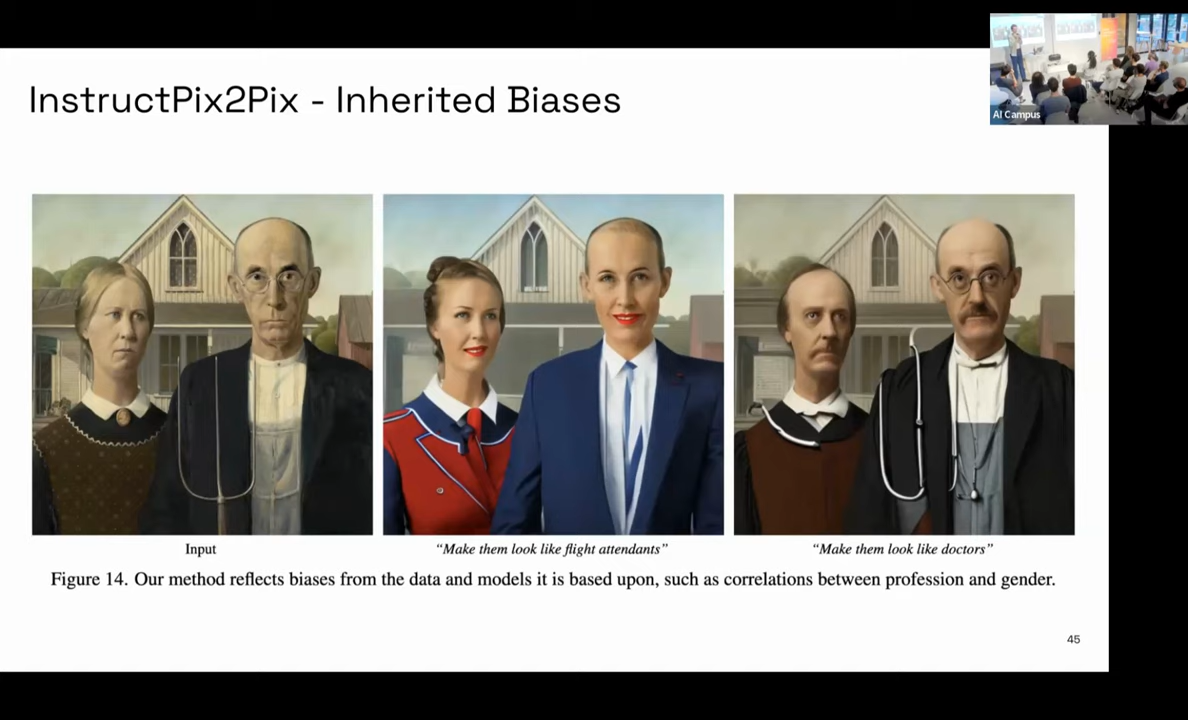 InstructPix2Pix - Inherited Biases
AI Campus
Input
“Make them look like flight attendants”
“Make them look like doctors”
Figure 14. Our method reflects biases from the data and models it is based upon, such as correlations between profession and gender.
45